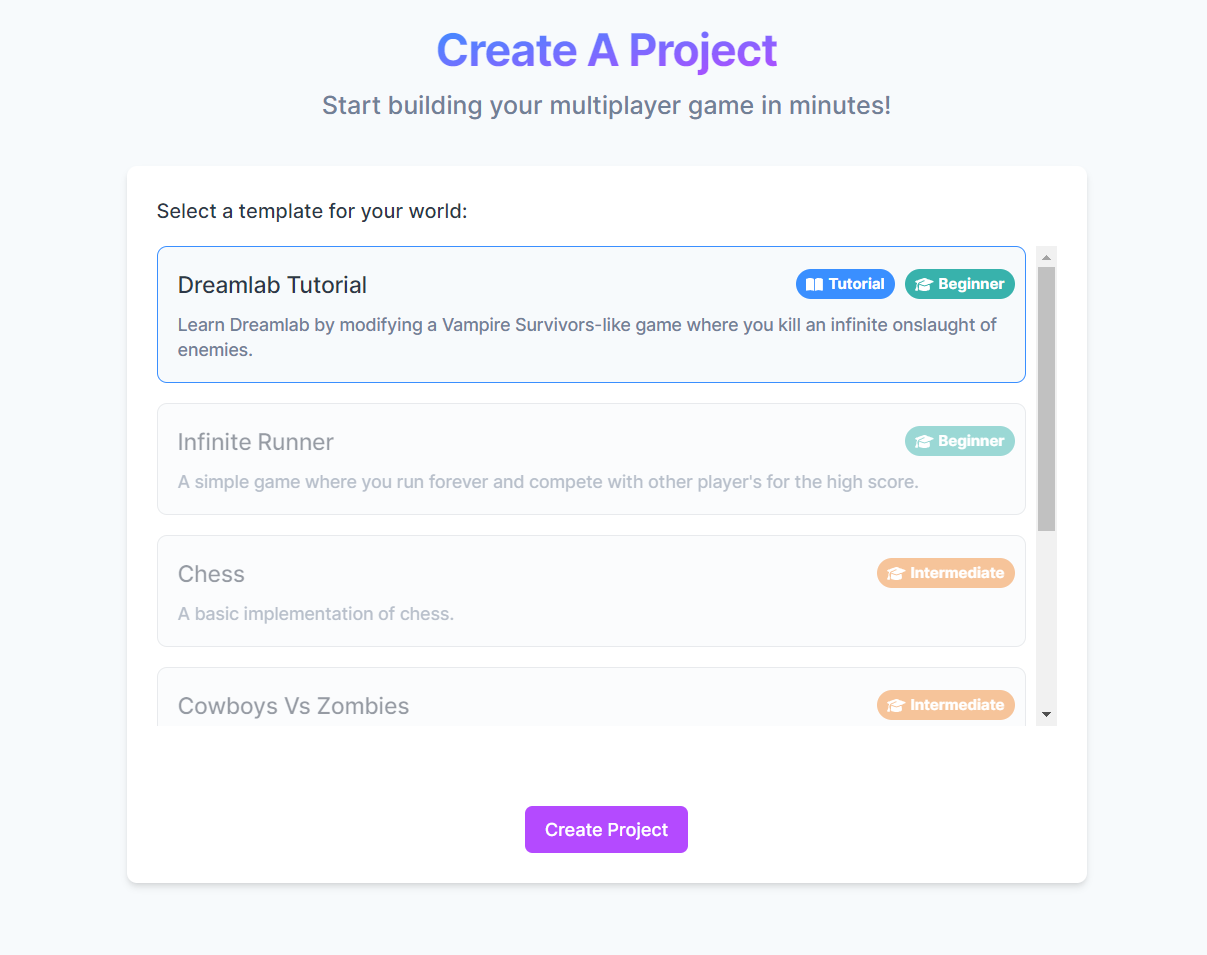 Create A Project
Start building your multiplayer game in minutes!
Select a template for your world:
Dreamlab Tutorial
Tutorial
Beginner
Learn Dreamlab by modifying a Vampire Survivors-like game where you kill an infinite onslaught of
enemies.
Infinite Runner
Beginner
A simple game where you run forever and compete with other player's for the high score.
Chess
Intermediate
A basic implementation of chess.
Cowboys Vs Zombies
Intermediate
Create Project